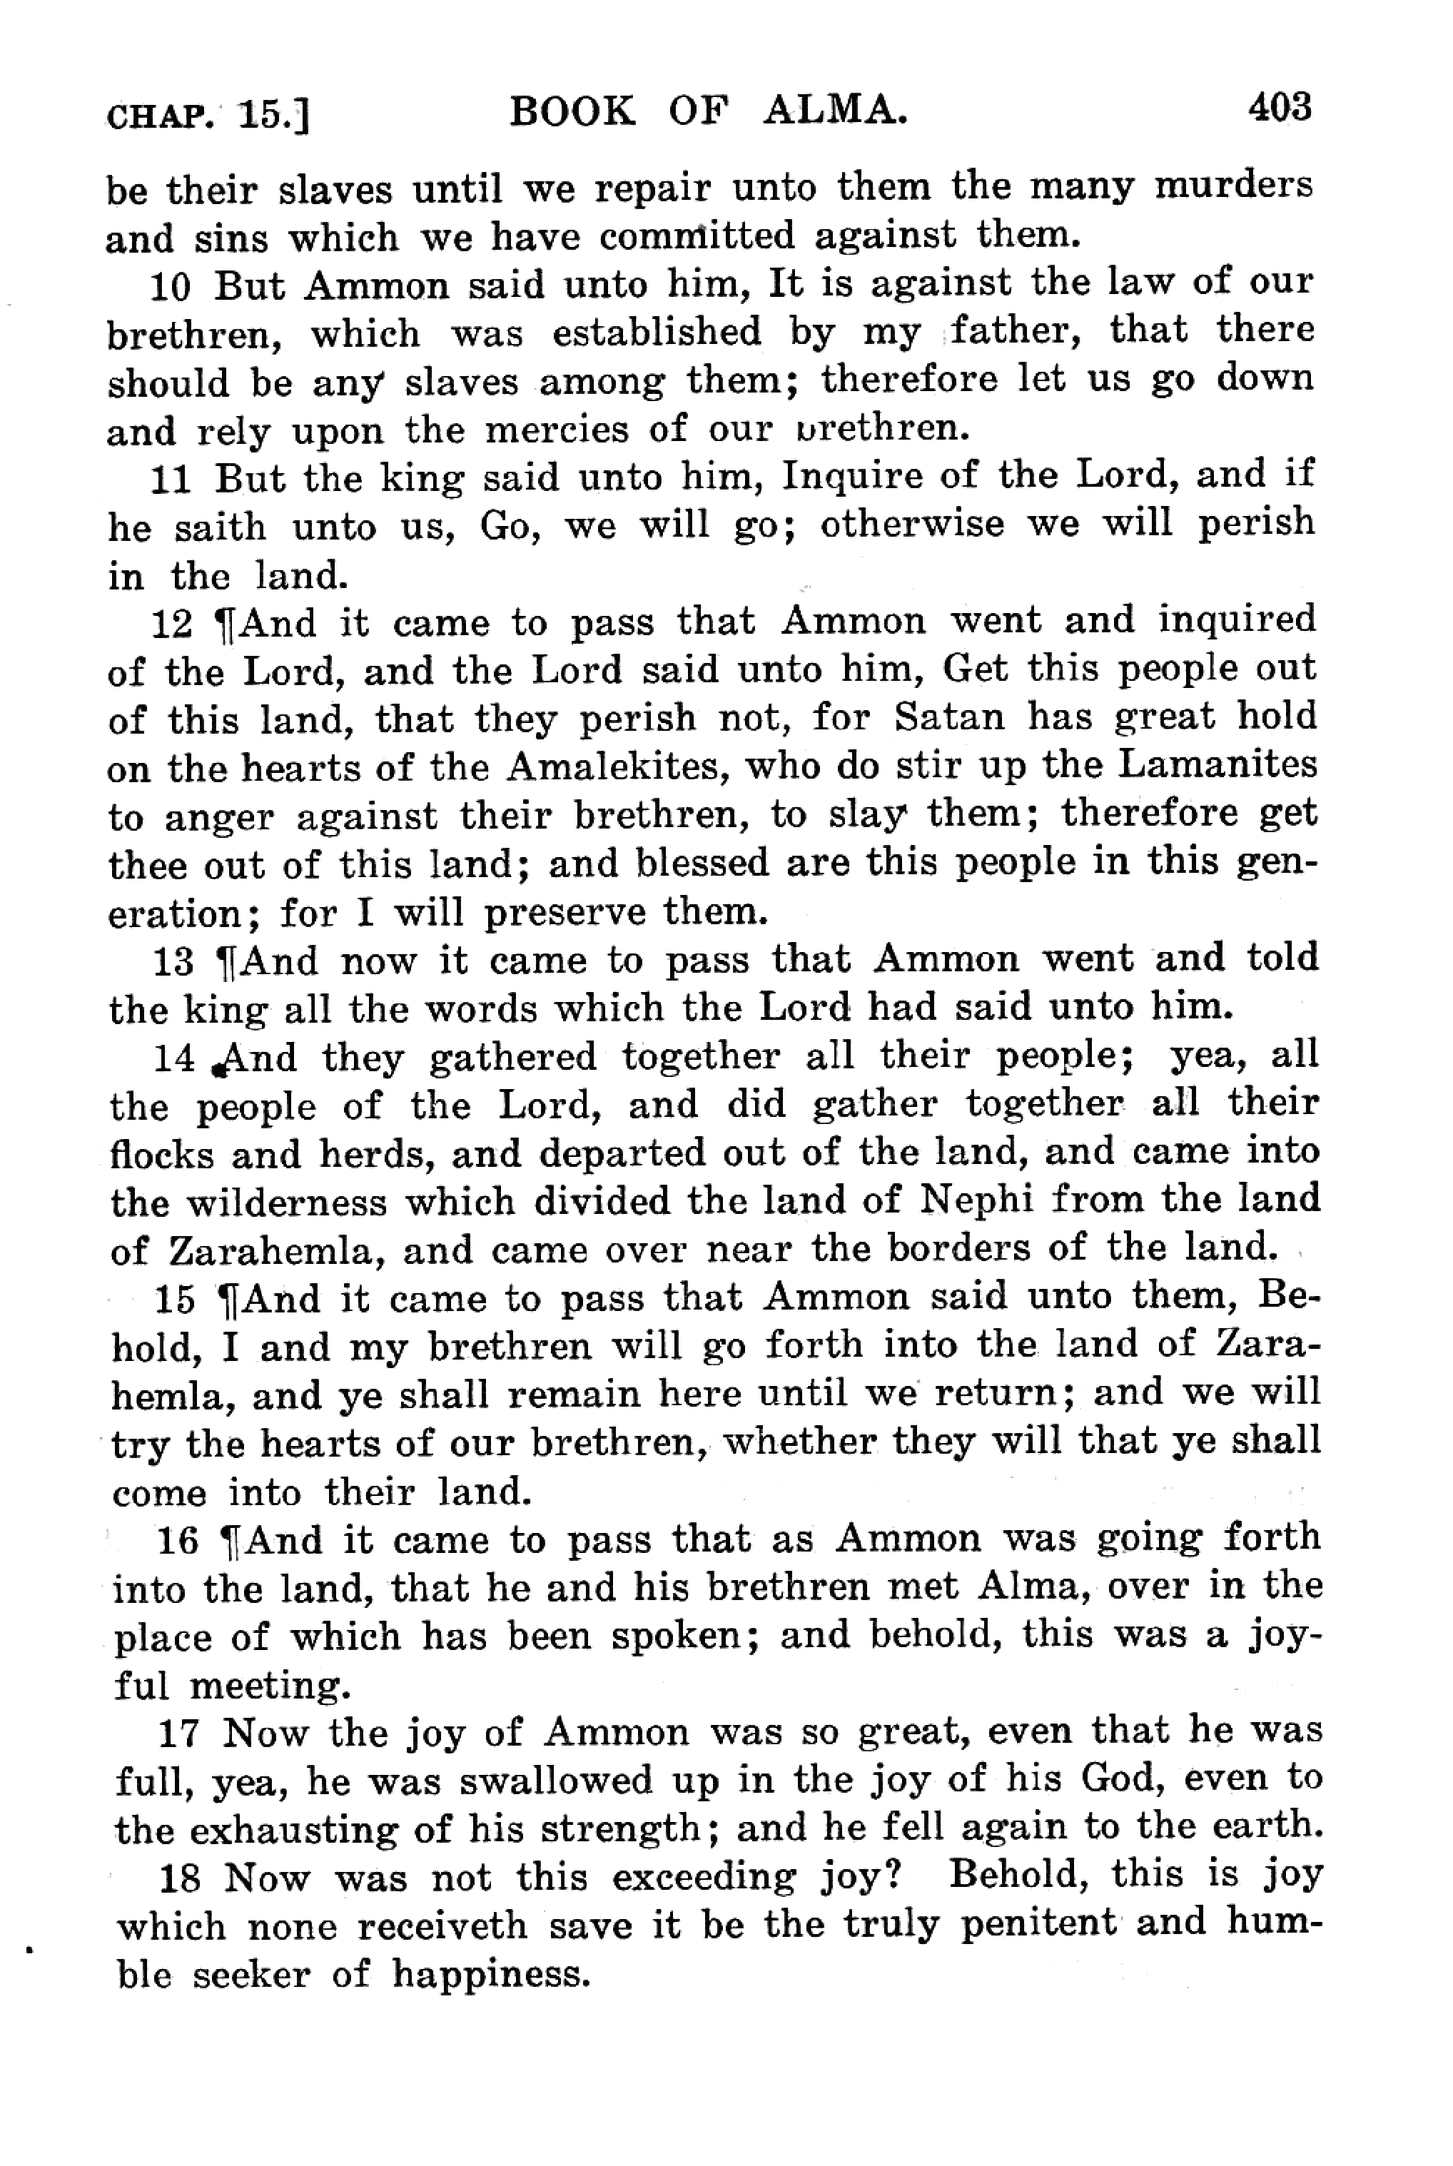 CHAP. 15.] BOOK OF ALMA. 403
be their slaves until we repair unto them the many murders
and sins which we have committed against them.
10 But Ammon said unto him, It is against the law of our
brethren, which was established by my father, that there
should be any slaves among them; therefore let us go down
and rely upon the mercies of our brethren.
11 But the king said unto him, Inquire of the Lord, and if
he saith unto us, Go, we will go; otherwise we will perish
in the land.
12 ¶And it came to pass that Ammon went and inquired
of the Lord, and the Lord said unto him, Get this people out
of this land, that they perish not, for Satan has great hold
on the hearts of the Amalekites, who do stir up the Lamanites
to anger against their brethren, to slay them; therefore get
thee out of this land; and blessed are this people in this gen-
eration; for I will preserve them.
13 ¶And now it came to pass that Ammon went and told
the king all the words which the Lord had said unto him.
14 And they gathered together all their people; yea, all
the people of the Lord, and did gather together all their
flocks and herds, and departed out of the land, and came into
the wilderness which divided the land of Nephi from the land
of Zarahemla, and came over near the borders of the land.
15 ¶And it came to pass that Ammon said unto them, Be-
hold, I and my brethren will go forth into the land of Zara-
hemla, and ye shall remain here until we return; and we will
try the hearts of our brethren, whether they will that ye shall
come into their land.
16 ¶And it came to pass that as Ammon was going forth
into the land, that he and his brethren met Alma, over in the
place of which has been spoken; and behold, this was a joy-
ful meeting.
17 Now the joy of Ammon was so great, even that he was
full, yea, he was swallowed up in the joy of his God, even to
the exhausting of his strength; and he fell again to the earth.
18 Now was not this exceeding joy? Behold, this is joy
which none receiveth save it be the truly penitent and hum-
ble seeker of happiness.